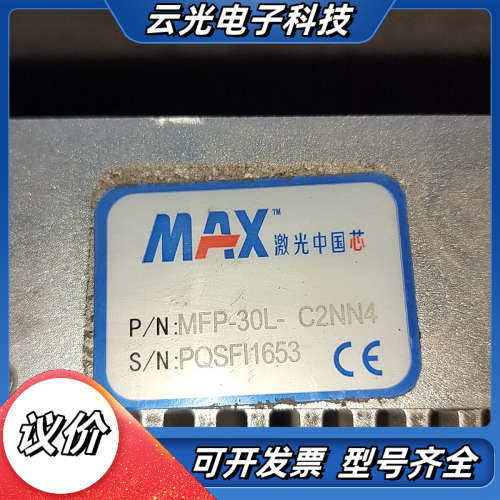 云光电子科技
MAX™ 激光中国芯
P/N:MFP-30L- C2NN4
S/N:PQSFI1653
CE
议价
可开发票 型号齐全